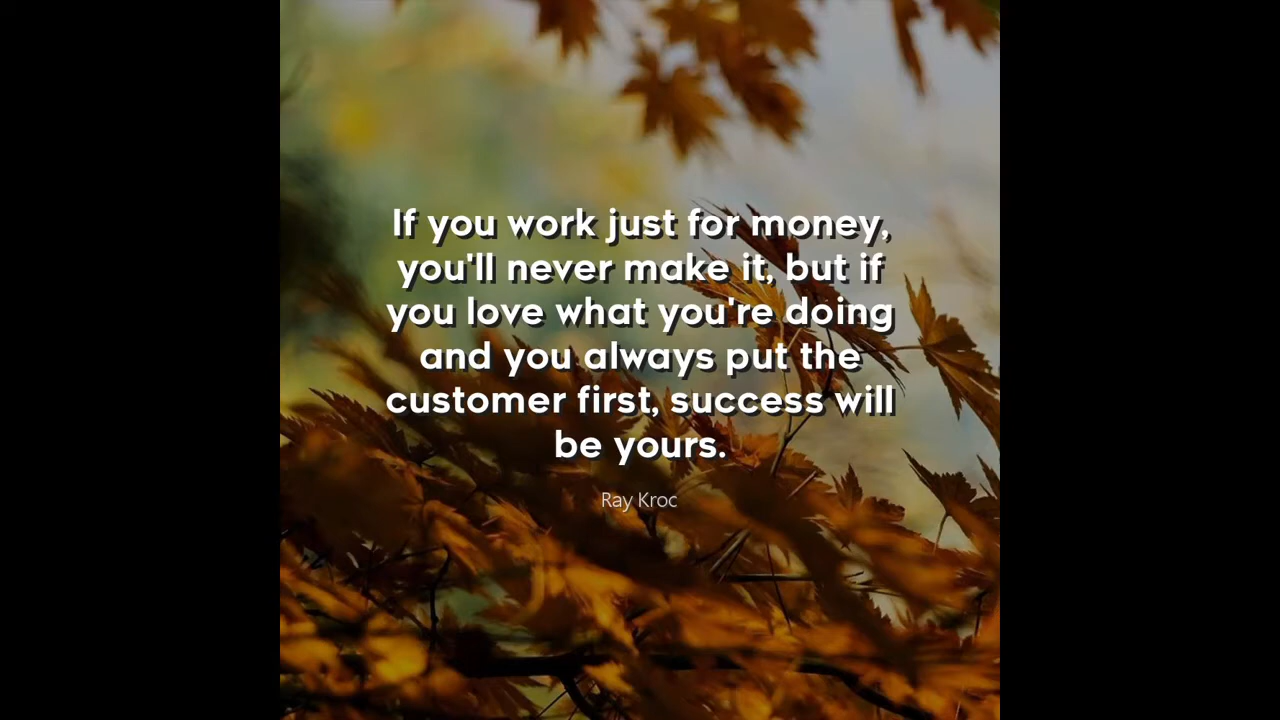 If you work just for money,
you'll never make it, but if
you love what you're doing
and you always put the
customer first, success will
be yours.
Ray Kroc